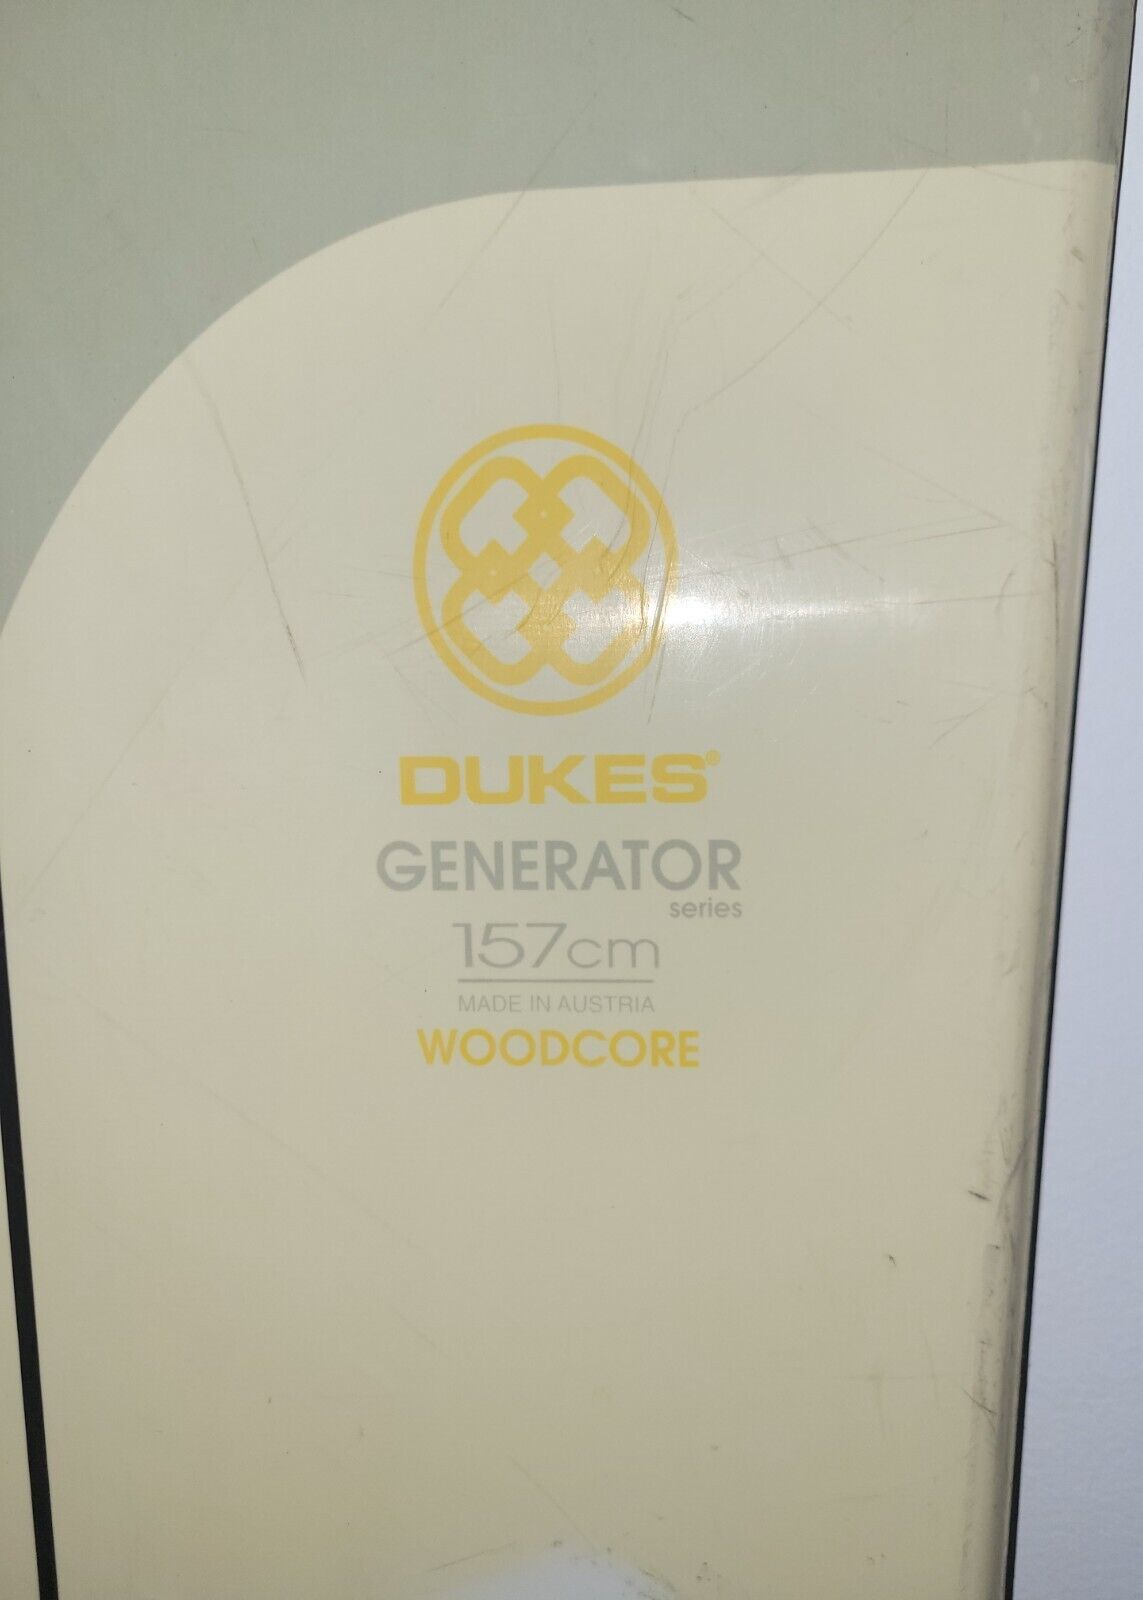 DUKES®
GENERATOR
series
157cm
MADE IN AUSTRIA
WOODCORE